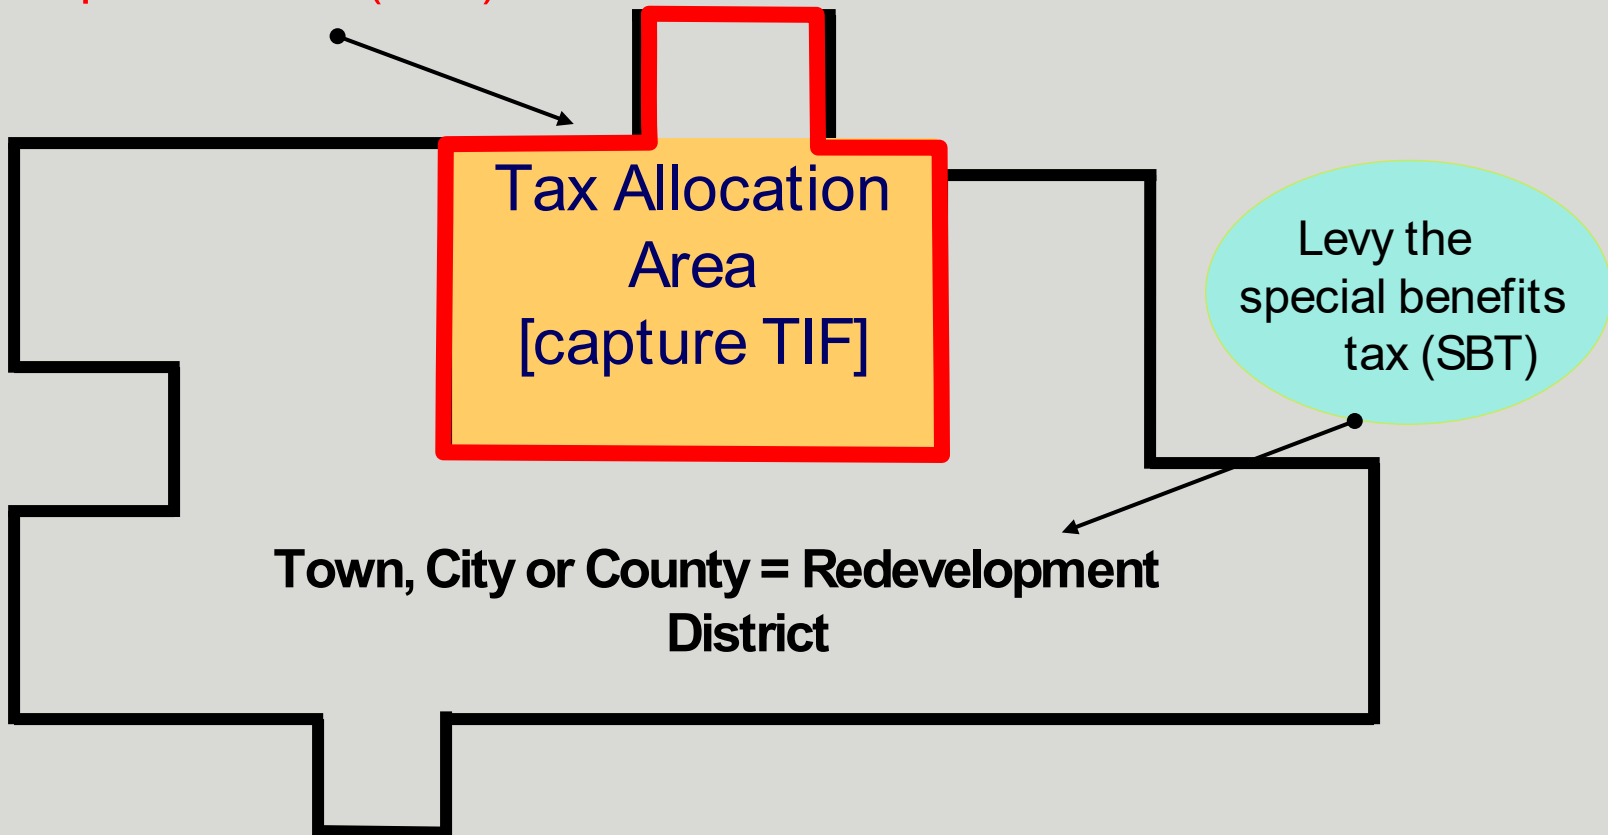 Tax Allocation
Area
[capture TIF]
Levy the
special benefits
tax (SBT)
Town, City or County = Redevelopment
District